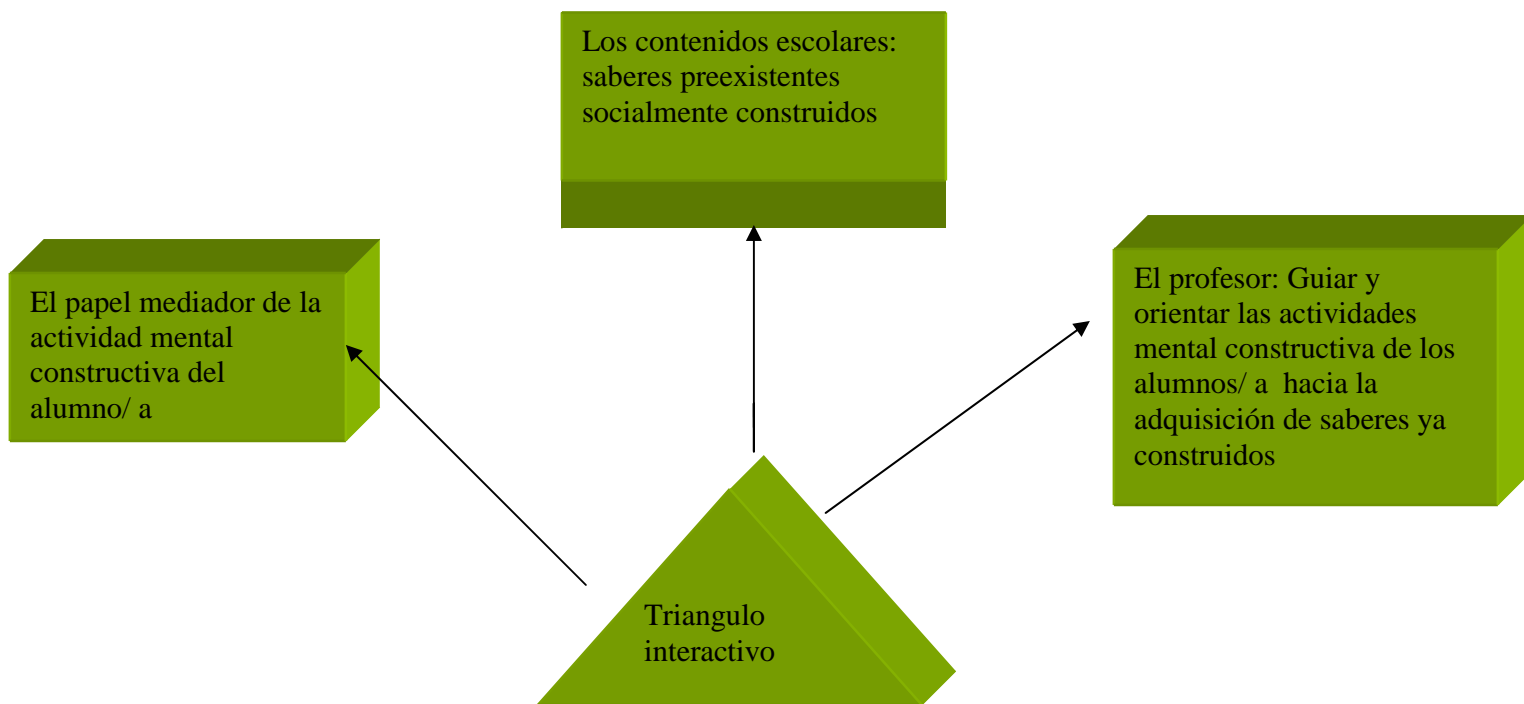 Los contenidos escolares:
saberes preexistentes
socialmente construidos
El papel mediador de la
actividad mental
constructiva del
alumno/ a
El profesor: Guiar y
orientar las actividades
mental constructiva de los
alumnos/ a  hacia la
adquisición de saberes ya
construidos
Triangulo
interactivo